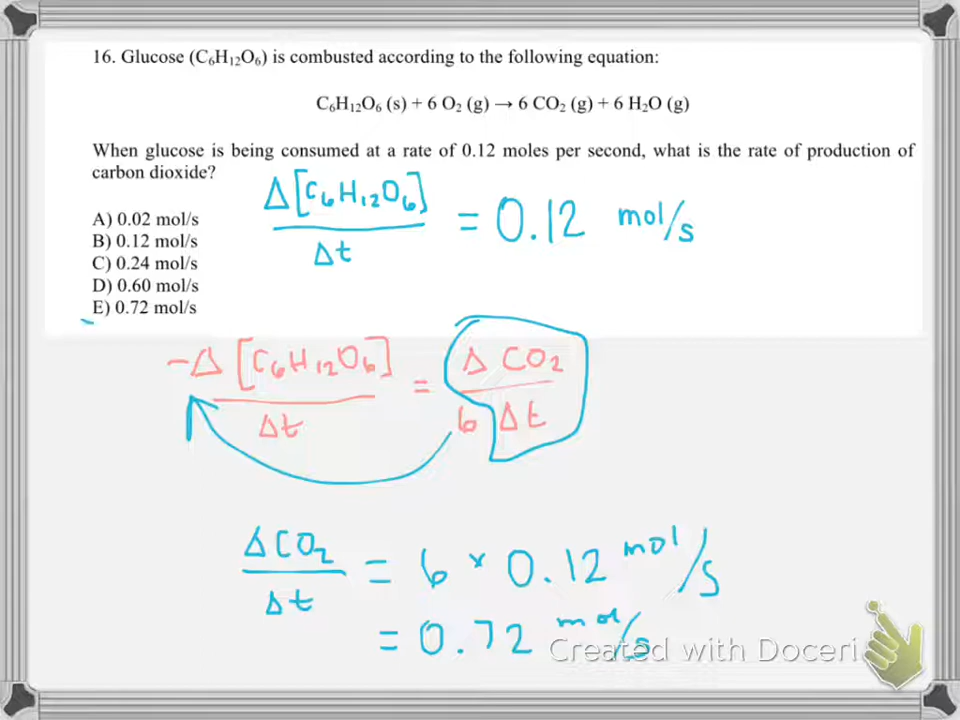 16. Glucose (C₆H₁₂O₆) is combusted according to the following equation:
C₆H₁₂O₆ (s) + 6 O₂ (g) → 6 CO₂ (g) + 6 H₂O (g)
When glucose is being consumed at a rate of 0.12 moles per second, what is the rate of production of
carbon dioxide?
A) 0.02 mol/s
B) 0.12 mol/s
C) 0.24 mol/s
D) 0.60 mol/s
E) 0.72 mol/s
Δ[C₆H₁₂O₆]
Δt
= 0.12 mol/s
-Δ [C₆H₁₂O₆]
Δt
=
Δ CO₂
6 Δt
ΔCO₂
Δt
= 6 × 0.12 mol/s
= 0.72 mol/s
Created with Doceri